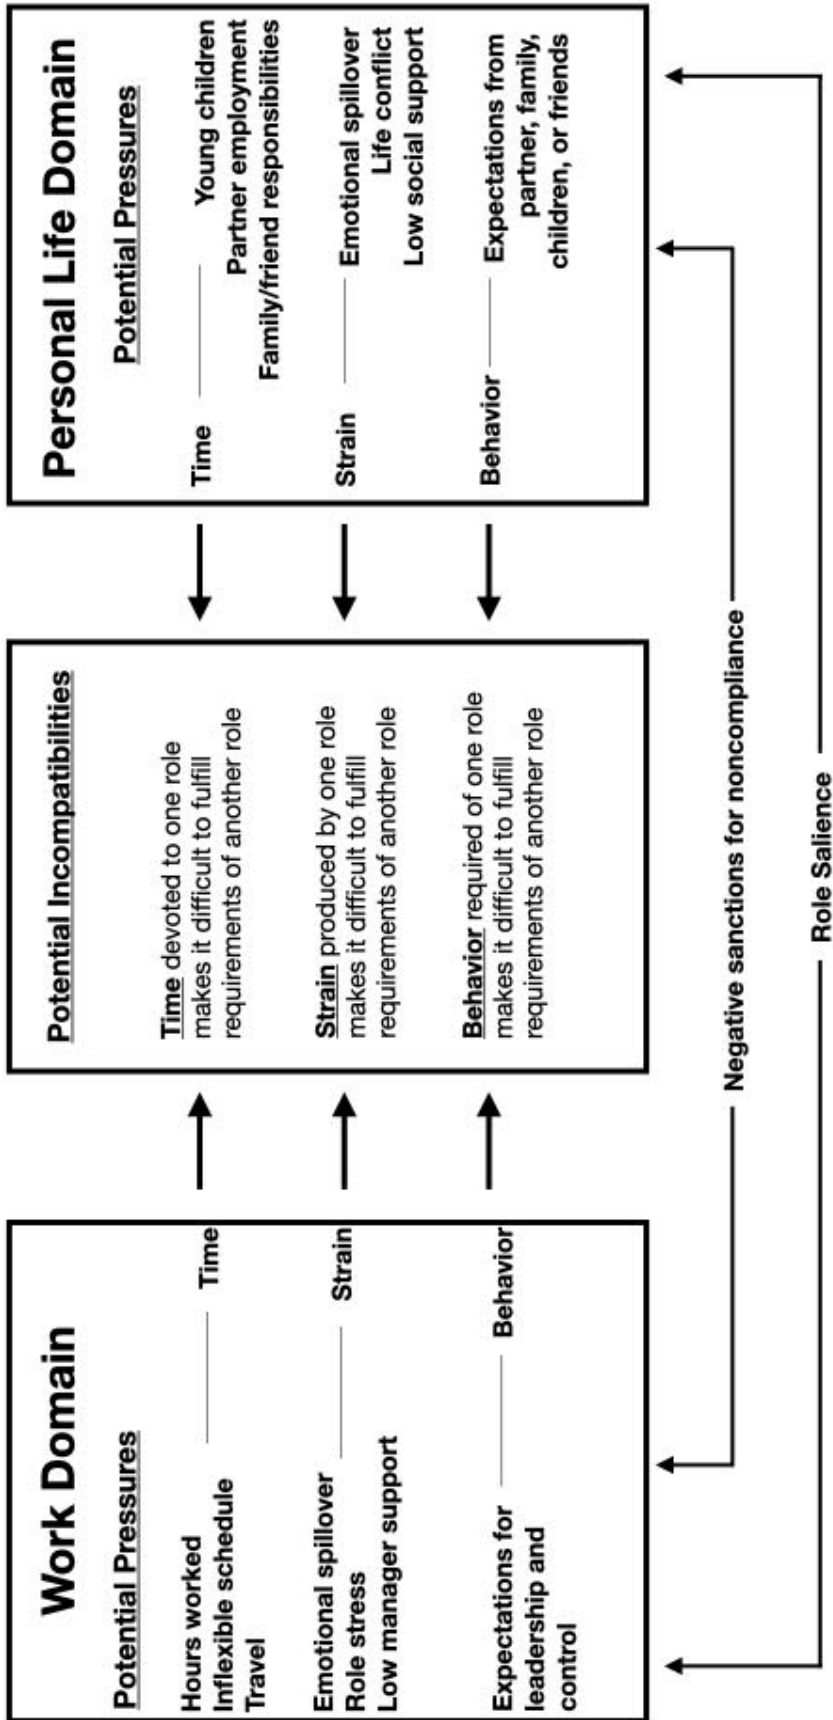 Work Domain
Potential Pressures
Hours worked
Inflexible schedule
Travel
Time
Emotional spillover
Role stress
Low manager support
Strain
Expectations for
leadership and
control
Behavior
Potential Incompatibilities
Time devoted to one role
makes it difficult to fulfill
requirements of another role
Strain produced by one role
makes it difficult to fulfill
requirements of another role
Behavior required of one role
makes it difficult to fulfill
requirements of another role
Personal Life Domain
Potential Pressures
Time
Young children
Partner employment
Family/friend responsibilities
Strain
Emotional spillover
Life conflict
Low social support
Behavior
Expectations from
partner, family,
children, or friends
Negative sanctions for noncompliance
Role Salience